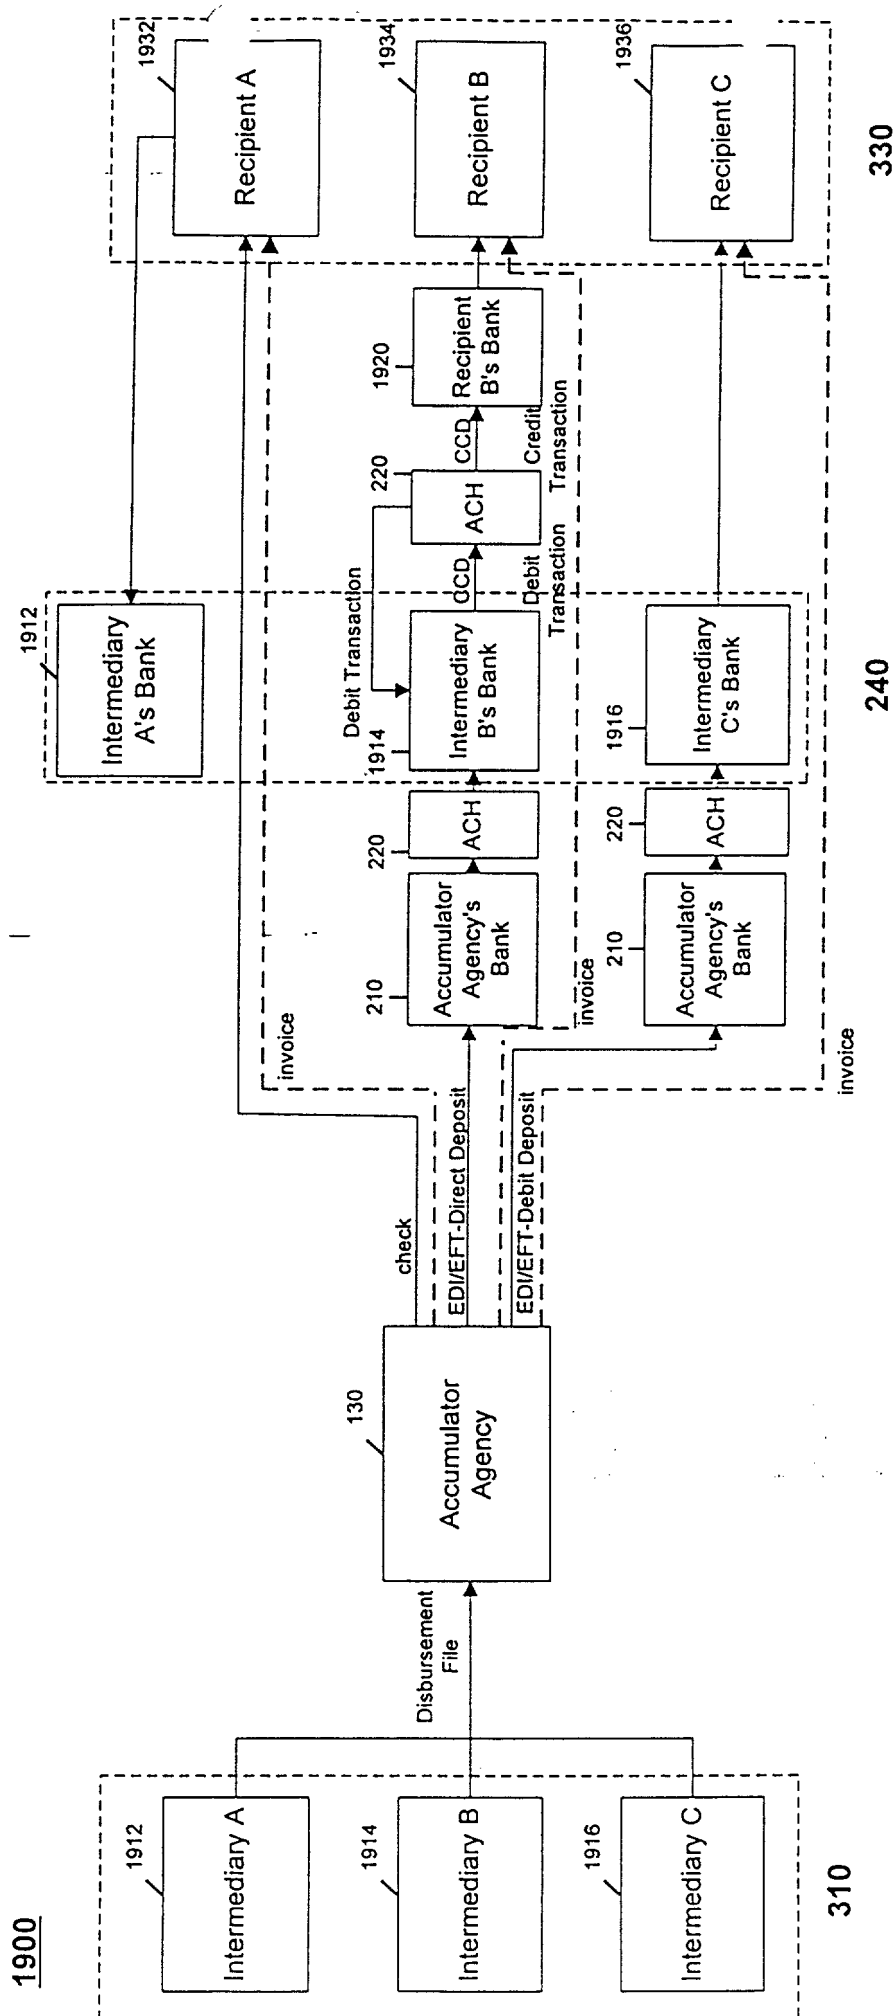 1900
1912
Intermediary A
1914
Intermediary B
1916
Intermediary C
310
Disbursement
File
130
Accumulator
Agency
check
EDI/EFT-Direct Deposit
EDI/EFT-Debit Deposit
invoice
invoice
invoice
210
Accumulator
Agency's
Bank
220
ACH
210
Accumulator
Agency's
Bank
220
ACH
1912
Intermediary
A's Bank
1914
Intermediary
B's Bank
1916
Intermediary
C's Bank
240
Debit Transaction
CCD
Debit
Transaction
220
ACH
CCD
Credit
Transaction
1920
Recipient
B's Bank
1932
Recipient A
1934
Recipient B
1936
Recipient C
330